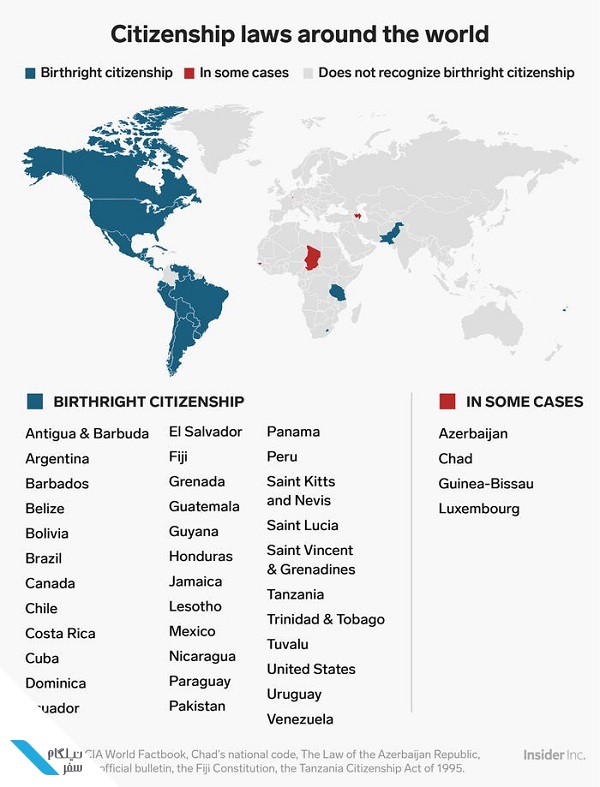 Citizenship laws around the world
Birthright citizenship In some cases Does not recognize birthright citizenship
BIRTHRIGHT CITIZENSHIP
Antigua & Barbuda
Argentina
Barbados
Belize
Bolivia
Brazil
Canada
Chile
Costa Rica
Cuba
Dominica
uador
El Salvador
Fiji
Grenada
Guatemala
Guyana
Honduras
Jamaica
Lesotho
Mexico
Nicaragua
Paraguay
Pakistan
Panama
Peru
Saint Kitts
and Nevis
Saint Lucia
Saint Vincent
& Grenadines
Tanzania
Trinidad & Tobago
Tuvalu
United States
Uruguay
Venezuela
IN SOME CASES
Azerbaijan
Chad
Guinea-Bissau
Luxembourg
CIA World Factbook, Chad's national code, The Law of the Azerbaijan Republic,
official bulletin, the Fiji Constitution, the Tanzania Citizenship Act of 1995.
Insider Inc.
سفر